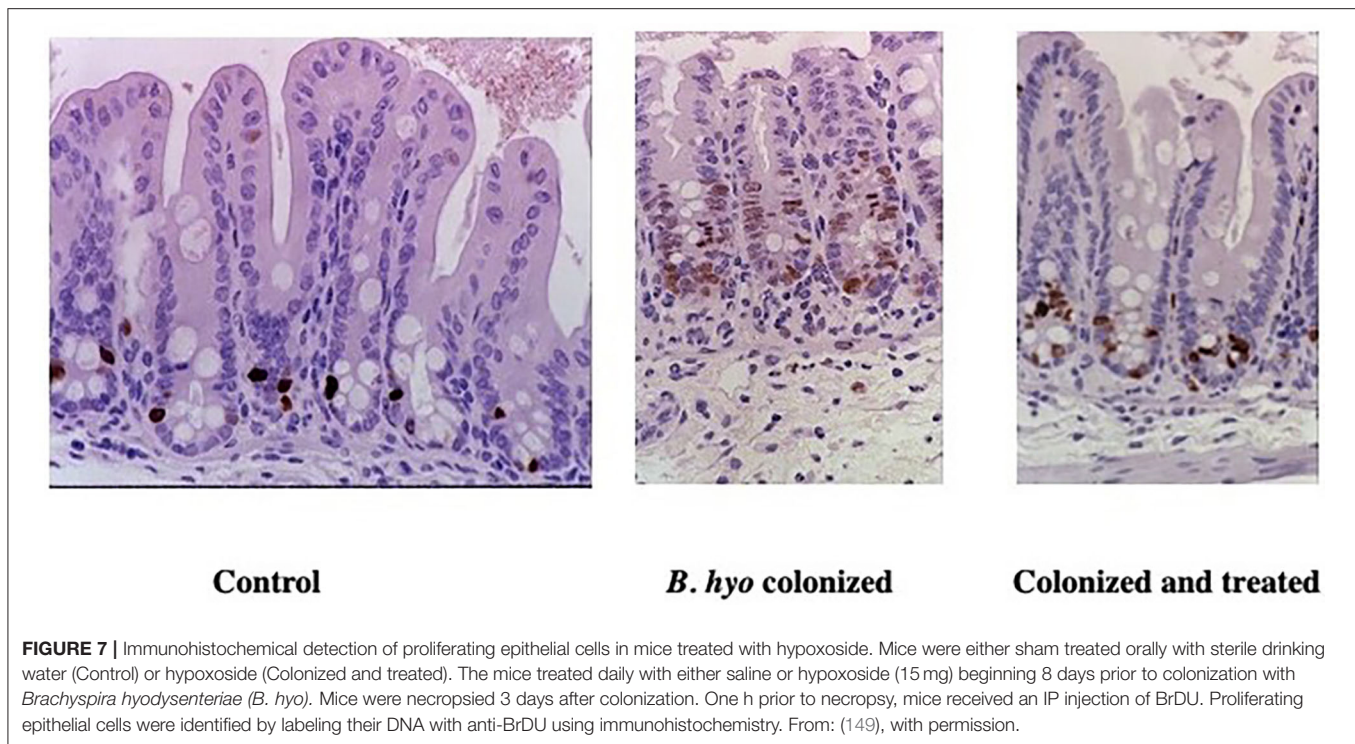 Control
B. hyo colonized
Colonized and treated
FIGURE 7 | Immunohistochemical detection of proliferating epithelial cells in mice treated with hypoxoside. Mice were either sham treated orally with sterile drinking
water (Control) or hypoxoside (Colonized and treated). The mice treated daily with either saline or hypoxoside (15 mg) beginning 8 days prior to colonization with
Brachyspira hyodysenteriae (B. hyo). Mice were necropsied 3 days after colonization. One h prior to necropsy, mice received an IP injection of BrDU. Proliferating
epithelial cells were identified by labeling their DNA with anti-BrDU using immunohistochemistry. From: (149), with permission.